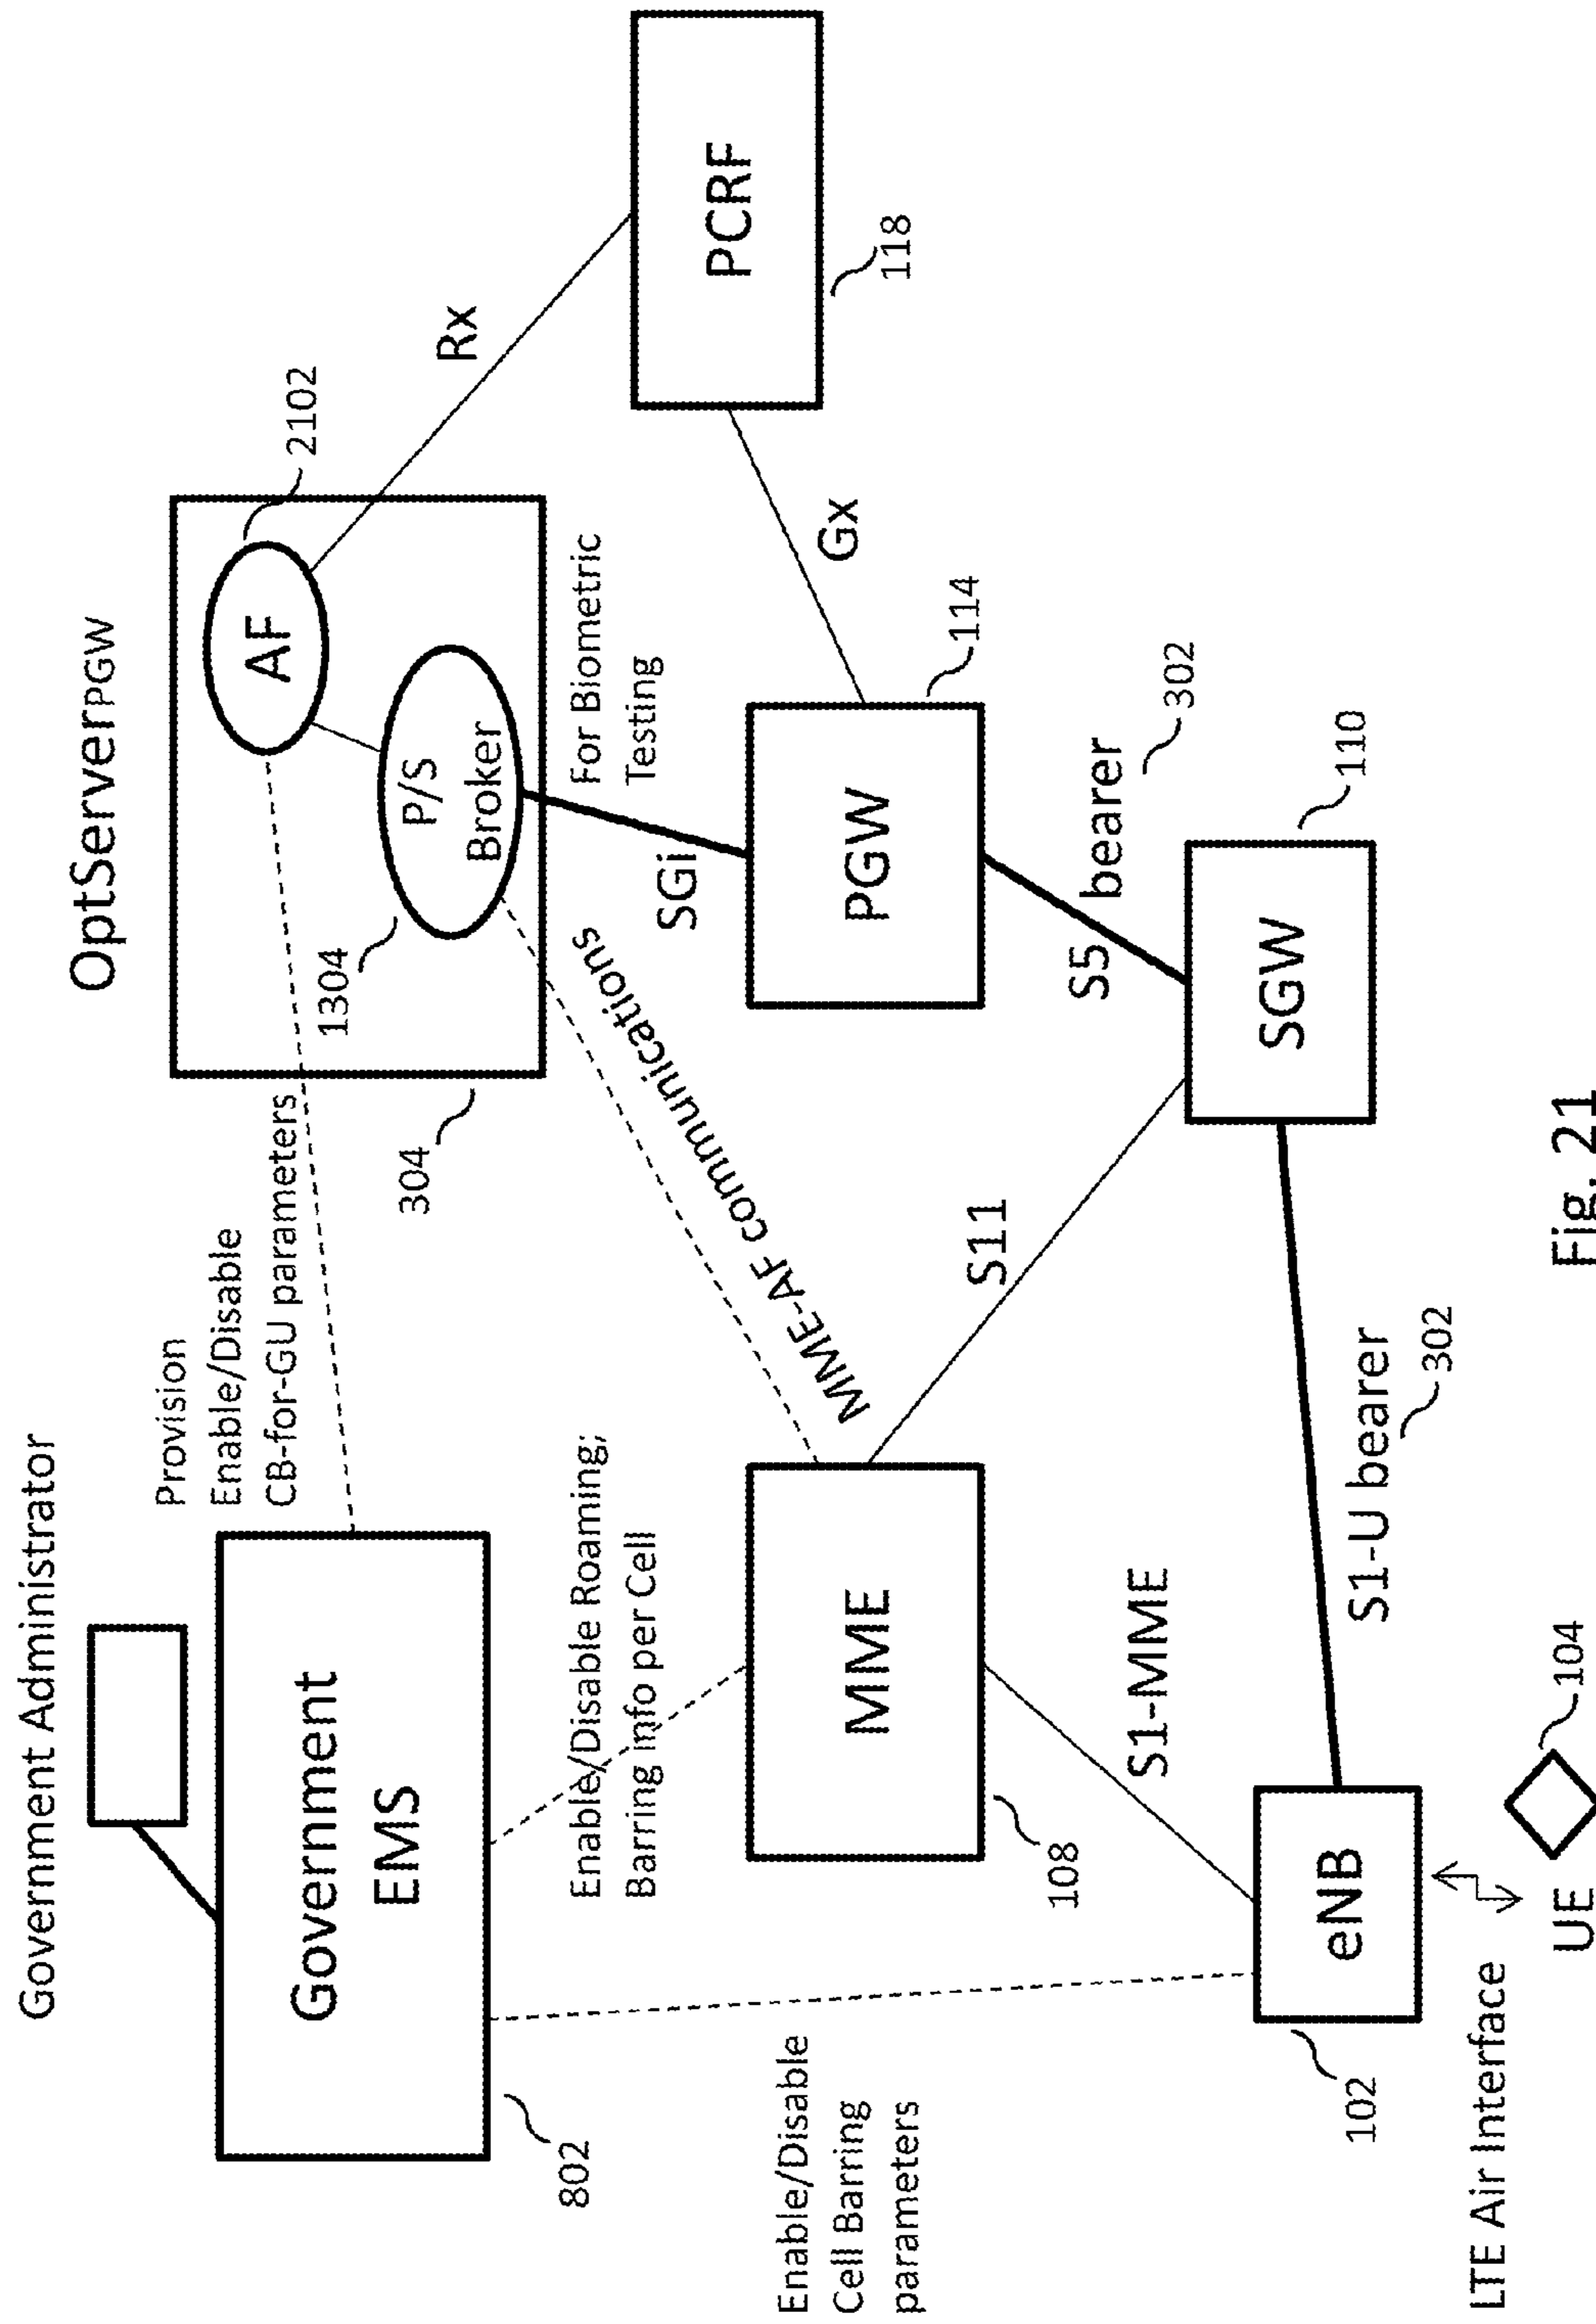 Government Administrator
OptServerPGW
Provision
Enable/Disable
CB-for-GU parameters
Government
EMS
802
AF
2102
P/S
Broker
1304
304
Rx
Enable/Disable Roaming;
Barring Info per Cell
MME-AF communications
SGi
For Biometric
Testing
Gx
PCRF
118
Enable/Disable
Cell Barring
parameters
MME
108
PGW
114
S11
S5
bearer
302
S1-MME
SGW
110
eNB
102
S1-U bearer
302
LTE Air Interface
UE
104
Fig. 21